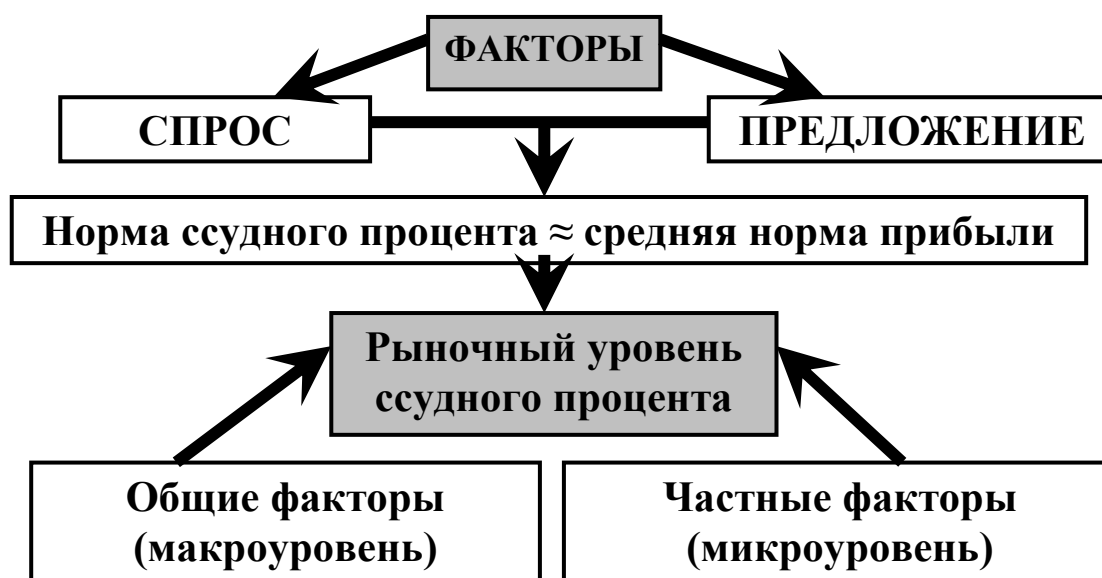 ФАКТОРЫ
СПРОС
ПРЕДЛОЖЕНИЕ
Норма ссудного процента ≈ средняя норма прибыли
Рыночный уровень
ссудного процента
Общие факторы
(макроуровень)
Частные факторы
(микроуровень)